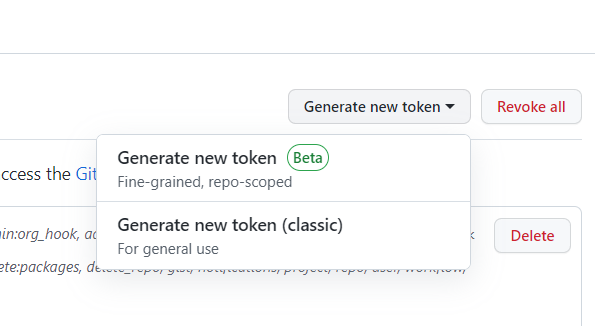 Generate new token
Revoke all
Generate new token Beta
Fine-grained, repo-scoped
ccess the Git
Generate new token (classic)
For general use
in:org_hook, ad
Delete
ete:packages, delete_repo, gist, notifications, project, repo, user, workflow,